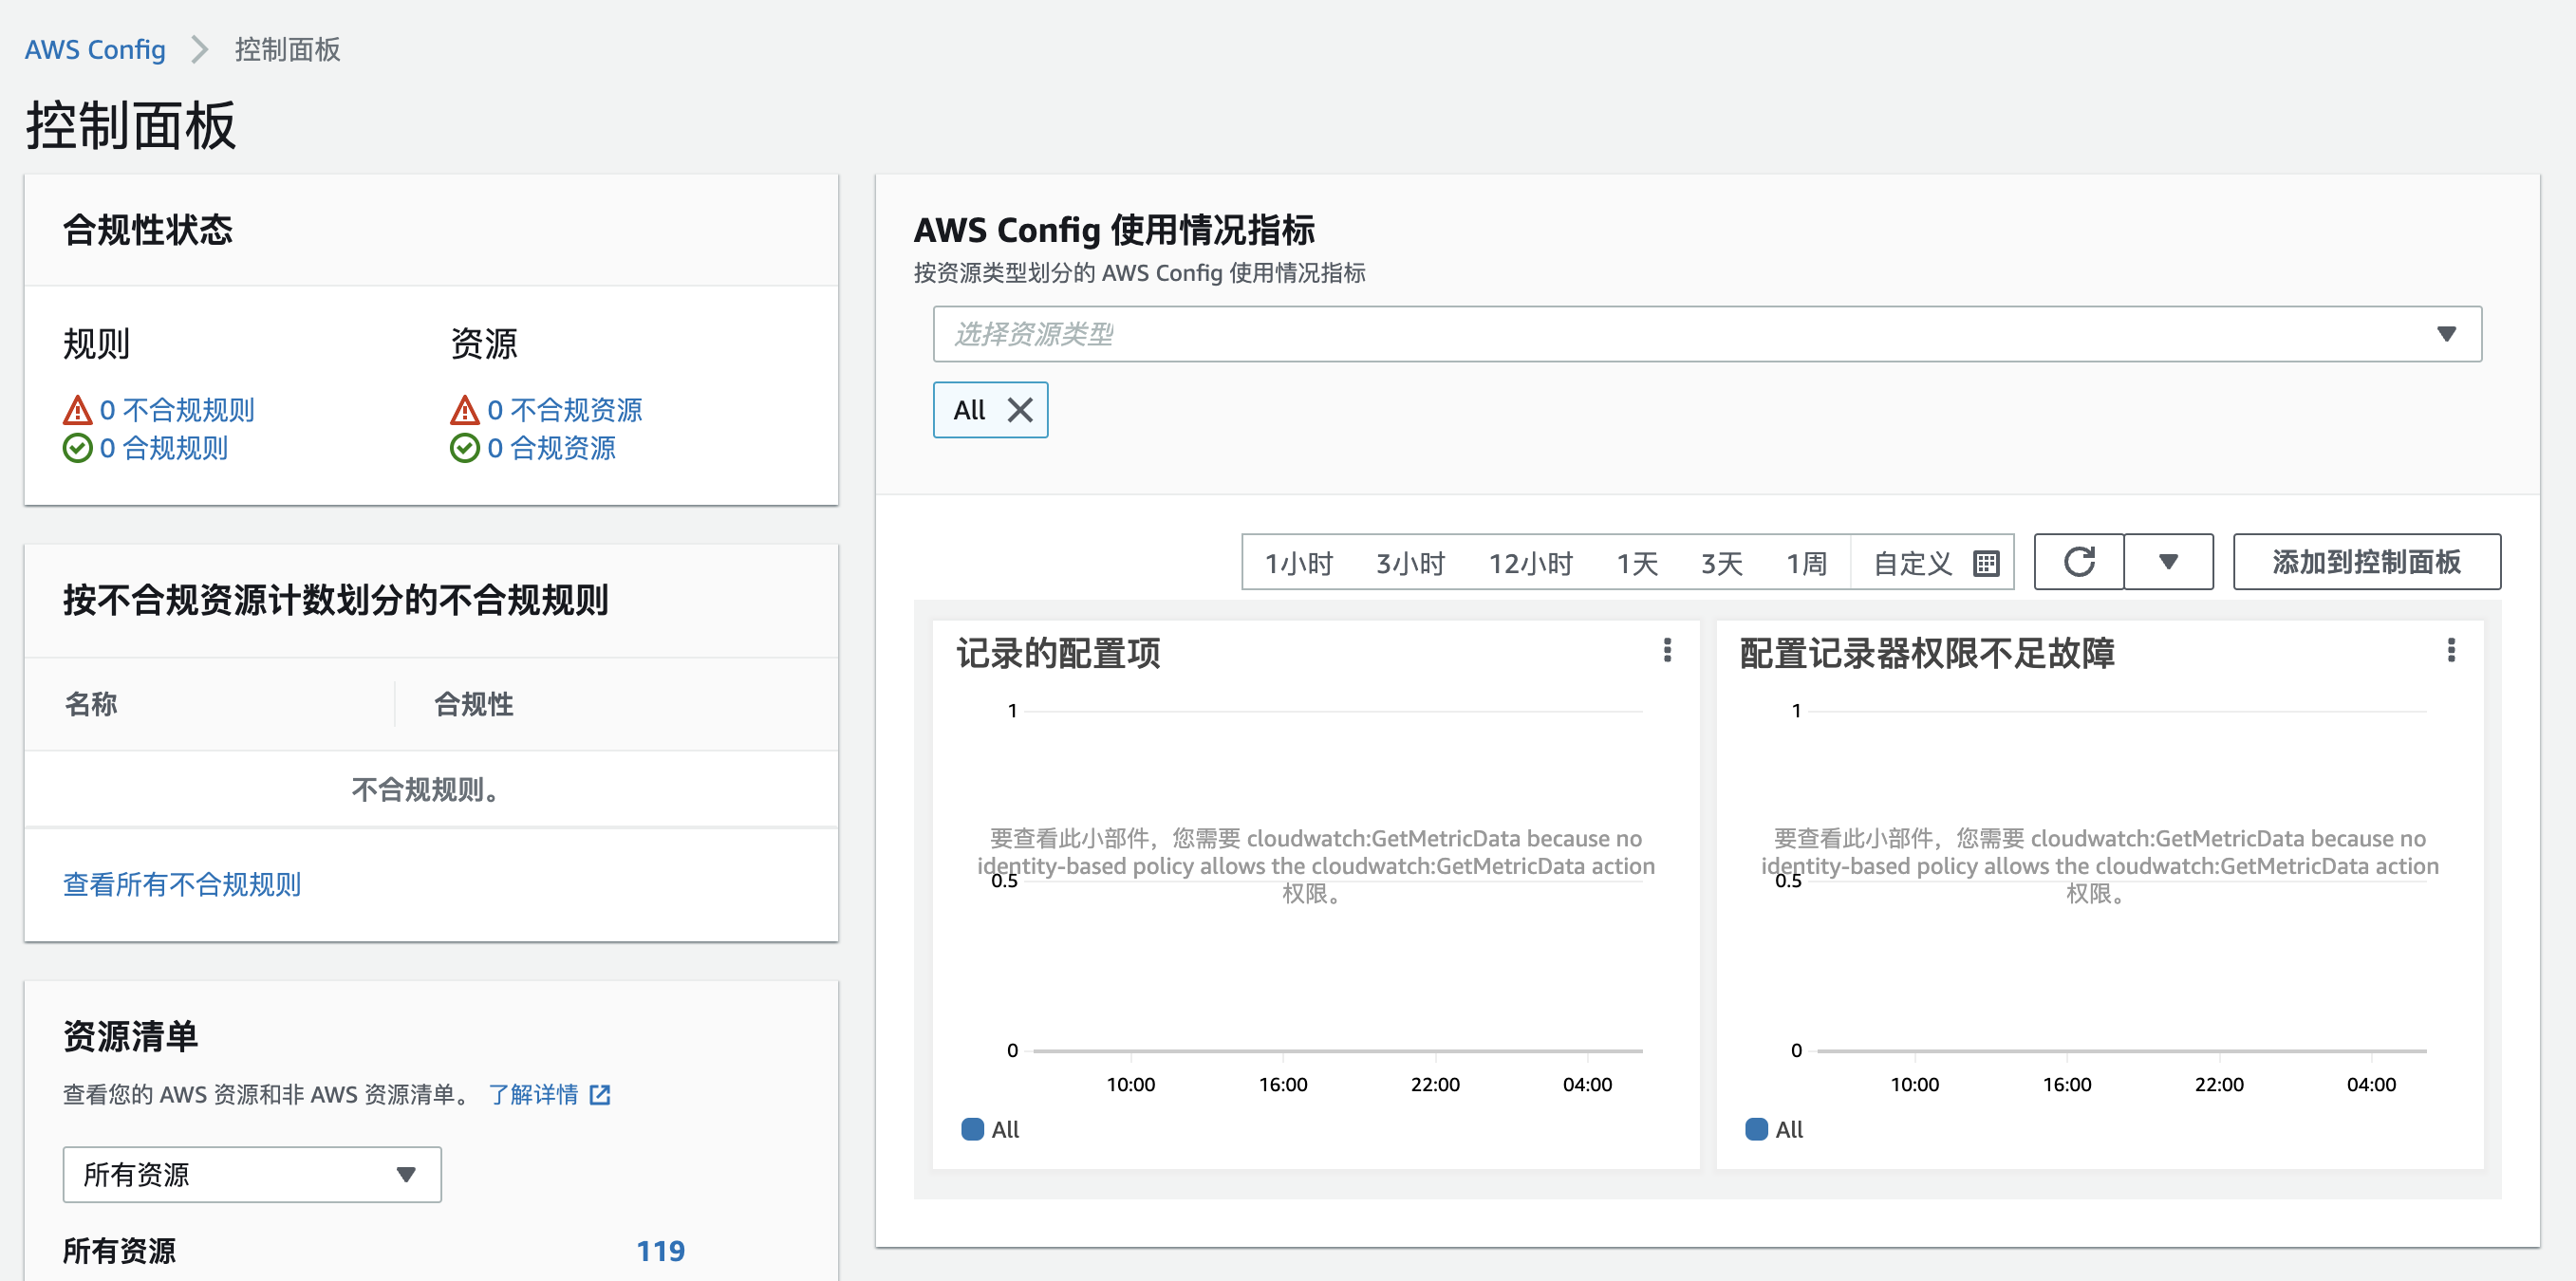 AWS Config
控制面板
控制面板
合规性状态
规则
0 不合规规则
0 合规规则
资源
0 不合规资源
0 合规资源
按不合规资源计数划分的不合规规则
名称
合规性
不合规规则。
查看所有不合规规则
资源清单
查看您的 AWS 资源和非 AWS 资源清单。 了解详情
所有资源
所有资源 119
AWS Config 使用情况指标
按资源类型划分的 AWS Config 使用情况指标
选择资源类型
All
1小时 3小时 12小时 1天 3天 1周 自定义
添加到控制面板
记录的配置项
1
要查看此小部件，您需要 cloudwatch:GetMetricData because no
identity-based policy allows the cloudwatch:GetMetricData action
0.5
权限。
0
10:00 16:00 22:00 04:00
All
配置记录器权限不足故障
1
要查看此小部件，您需要 cloudwatch:GetMetricData because no
identity-based policy allows the cloudwatch:GetMetricData action
0.5
权限。
0
10:00 16:00 22:00 04:00
All